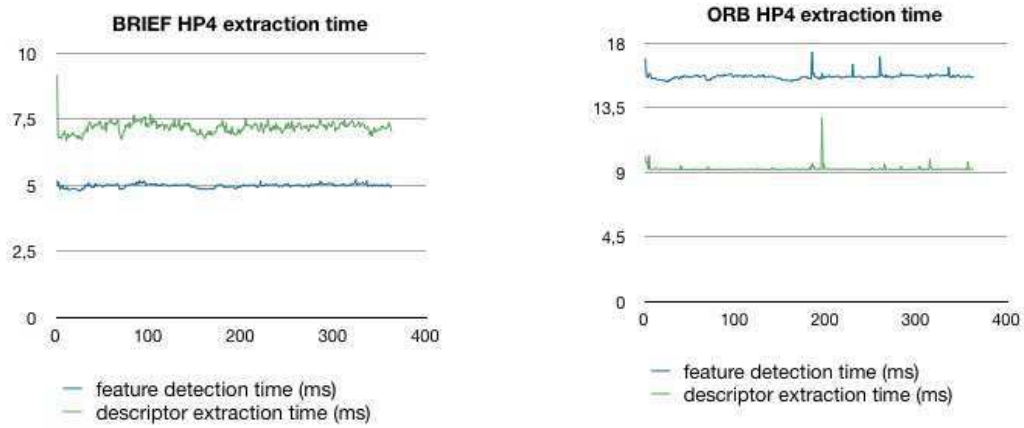 BRIEF HP4 extraction time
10
7,5
5
2,5
0
0 100 200 300 400
feature detection time (ms)
descriptor extraction time (ms)
ORB HP4 extraction time
18
13,5
9
4,5
0
0 100 200 300 400
feature detection time (ms)
descriptor extraction time (ms)